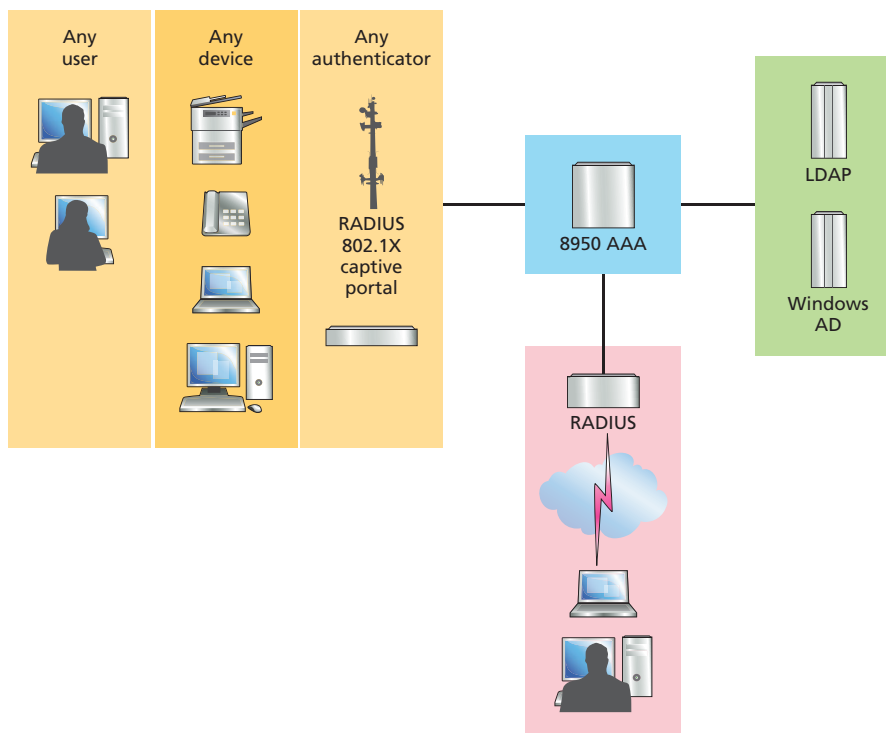 Any
user
Any
device
Any
authenticator
RADIUS
802.1X
captive
portal
8950 AAA
LDAP
Windows
AD
RADIUS